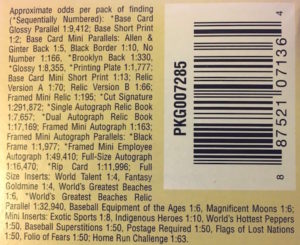 Approximate odds per pack of finding
(*Sequentially Numbered): *Base Card
Glossy Parallel 1:9,412; Base Short Print
1:2; Base Card Mini Parallels: Allen &
Ginter Back 1:5, Black Border 1:10, No
Number 1:166. *Brooklyn Back 1:330,
*Glossy 1:8,355, *Printing Plate 1:1,777;
Base Card Mini Short Print 1:13; Relic
Version A 1:70; Relic Version B 1:66;
Framed Mini Relic 1:195; *Cut Signature
1:291,872; *Single Autograph Relic Book
1:7,657; *Dual Autograph Relic Book
1:17,169; Framed Mini Autograph 1:163;
Framed Mini Autograph Parallels: *Black
Frame 1:1,977; *Framed Mini Employee
Autograph 1:49,410; Full-Size Autograph
1:16,470; *Rip Card 1:11,996; Full
Size Inserts: World Talent 1:4, Fantasy
Goldmine 1:4, World's Greatest Beaches
1:6, *World's Greatest Beaches Relic
Parallel 1:32,940, Baseball Equipment of the Ages 1:6, Magnificent Moons 1:6;
Mini Inserts: Exotic Sports 1:8, Indigenous Heroes 1:10, World's Hottest Peppers
1:50, Baseball Superstitions 1:50, Postage Required 1:50, Flags of Lost Nations
1:50, Folio of Fears 1:50; Home Run Challenge 1:63.
PKG007285
8 87521 07136 4